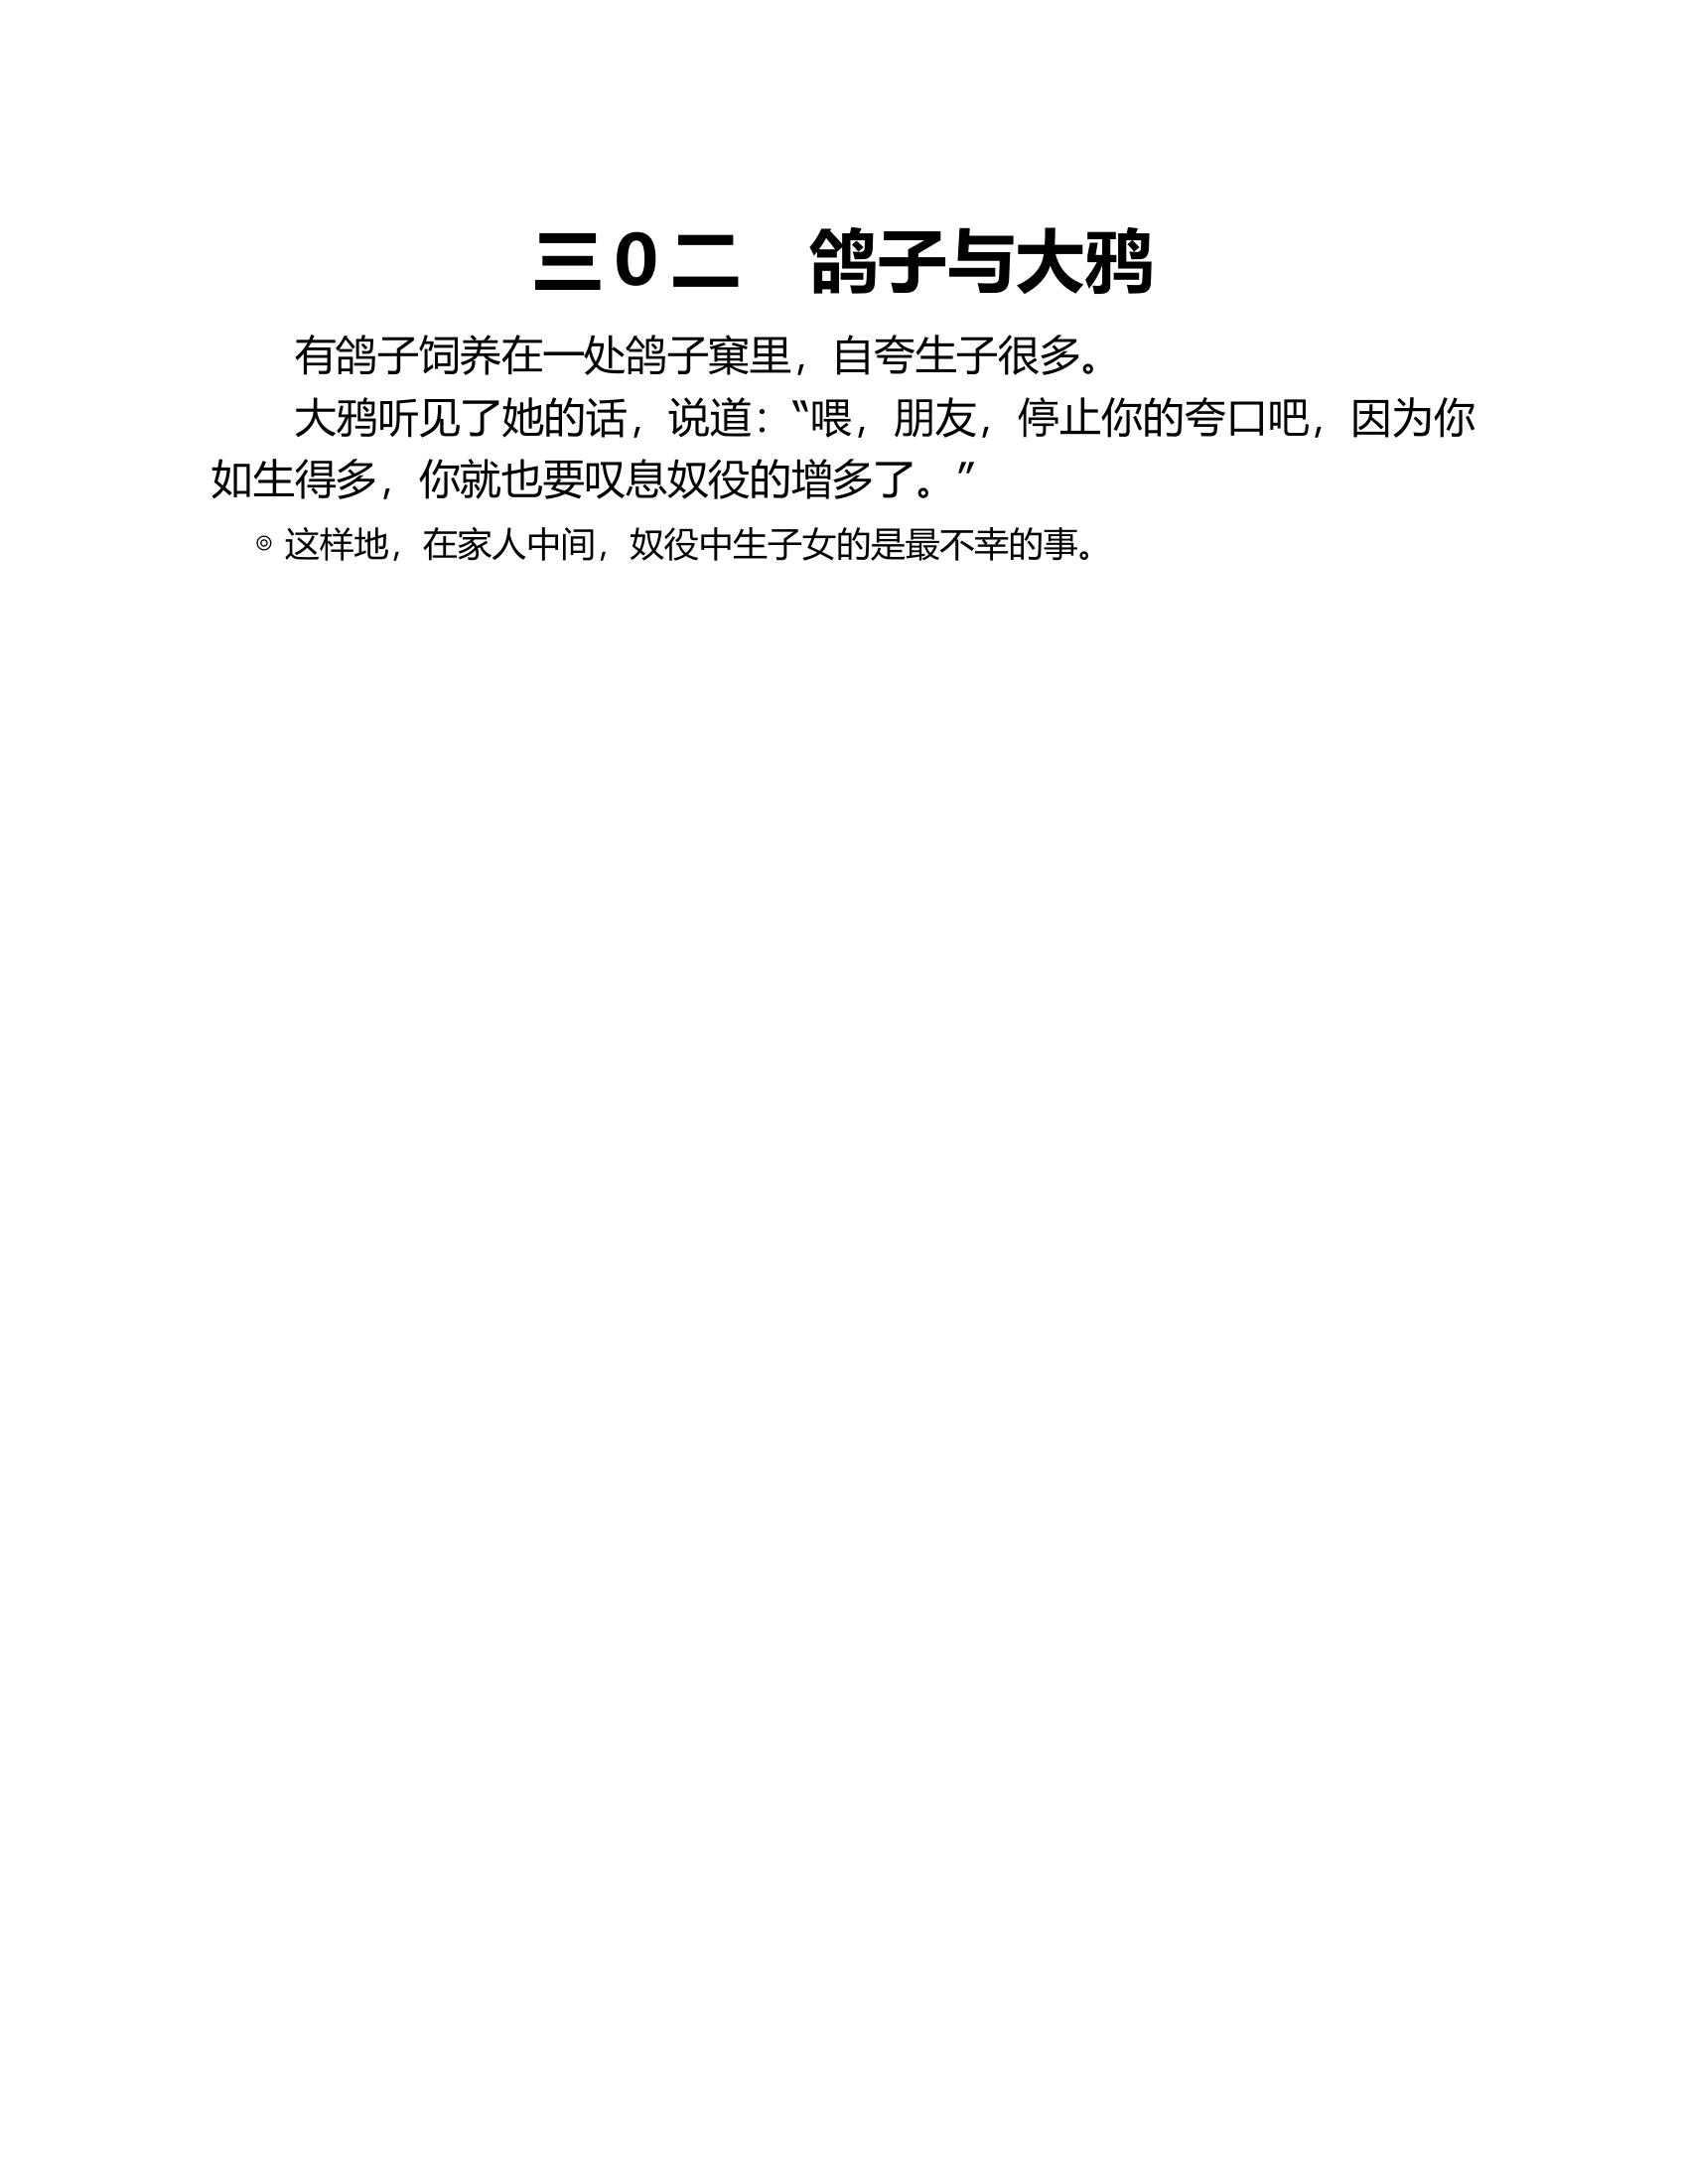 三0二　鸽子与大鸦
有鸽子饲养在一处鸽子窠里，自夸生子很多。
大鸦听见了她的话，说道：“喂，朋友，停止你的夸口吧，因为你
如生得多，你就也要叹息奴役的增多了。”
◎ 这样地，在家人中间，奴役中生子女的是最不幸的事。